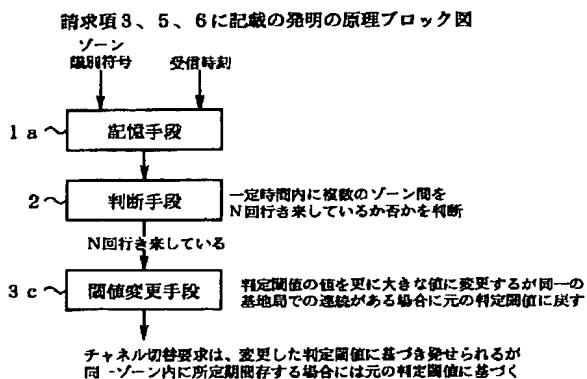 請求項3、5、6に記載の発明の原理ブロック図
ゾーン
識別符号
受信時刻
1a
記憶手段
2
判断手段
一定時間内に複数のゾーン間を
N回行き来しているか否かを判断
N回行き来している
3c
閾値変更手段
判定閾値の値を更に大きな値に変更するが同一の
基地局での連続がある場合に元の判定閾値に戻す
チャネル切替要求は、変更した判定閾値に基づき発せられるが
同一ゾーン内に所定期間存する場合には元の判定閾値に基づく